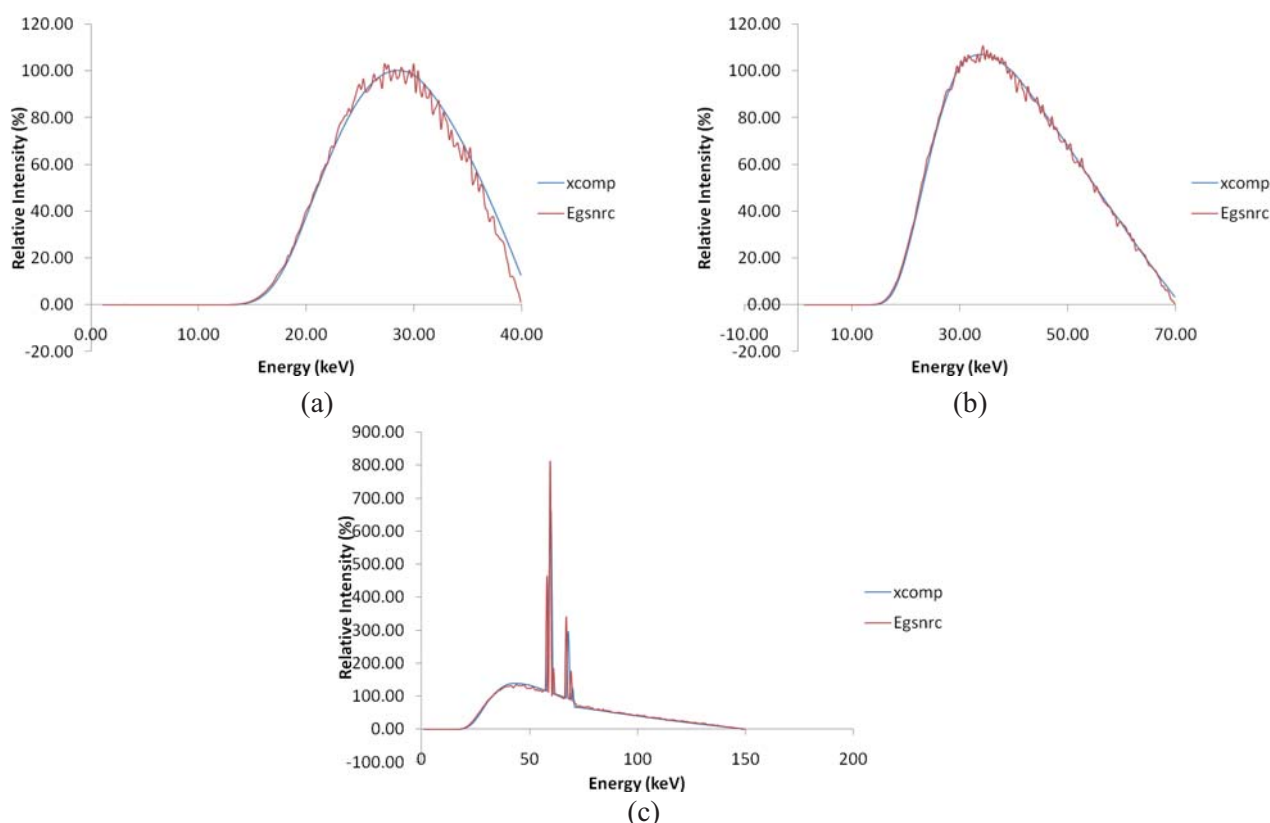 120.00
100.00
80.00
60.00
40.00
20.00
0.00
-20.00
Relative Intensity (%)
0.00 10.00 20.00 30.00 40.00
Energy (keV)
xcomp
Egsnrc
(a)
120.00
100.00
80.00
60.00
40.00
20.00
0.00
-20.00
Relative Intensity (%)
-10.00 10.00 30.00 50.00 70.00
Energy (keV)
xcomp
Egsnrc
(b)
900.00
800.00
700.00
600.00
500.00
400.00
300.00
200.00
100.00
0.00
-100.00
Relative Intensity (%)
0 50 100 150 200
Energy (keV)
xcomp
Egsnrc
(c)